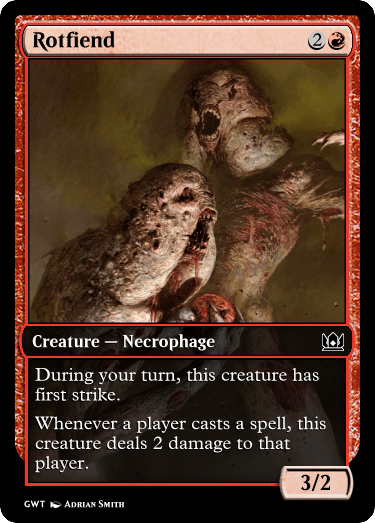 Rotfiend 2
Creature — Necrophage
During your turn, this creature has
first strike.
Whenever a player casts a spell, this
creature deals 2 damage to that
player.
3/2
GWT Adrian Smith